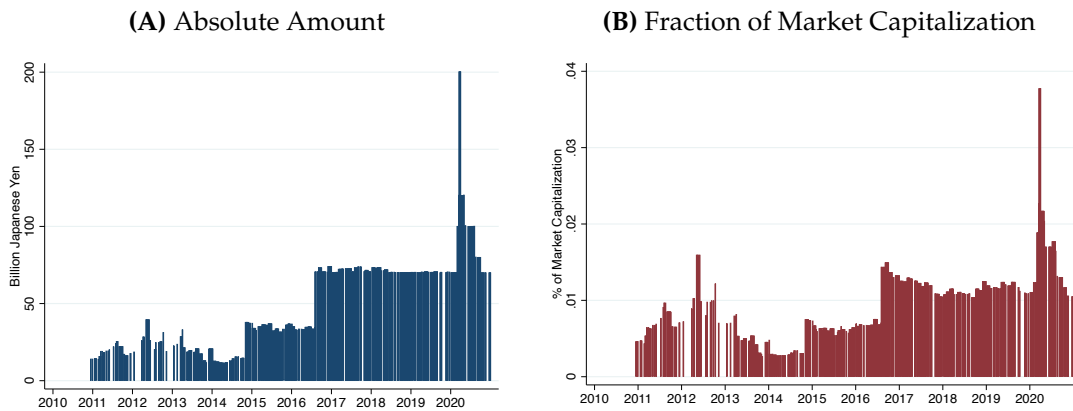 (A) Absolute Amount
(B) Fraction of Market Capitalization
Billion Japanese Yen
200
150
100
50
0
2010 2011 2012 2013 2014 2015 2016 2017 2018 2019 2020
% of Market Capitalization
.04
.03
.02
.01
0
2010 2011 2012 2013 2014 2015 2016 2017 2018 2019 2020